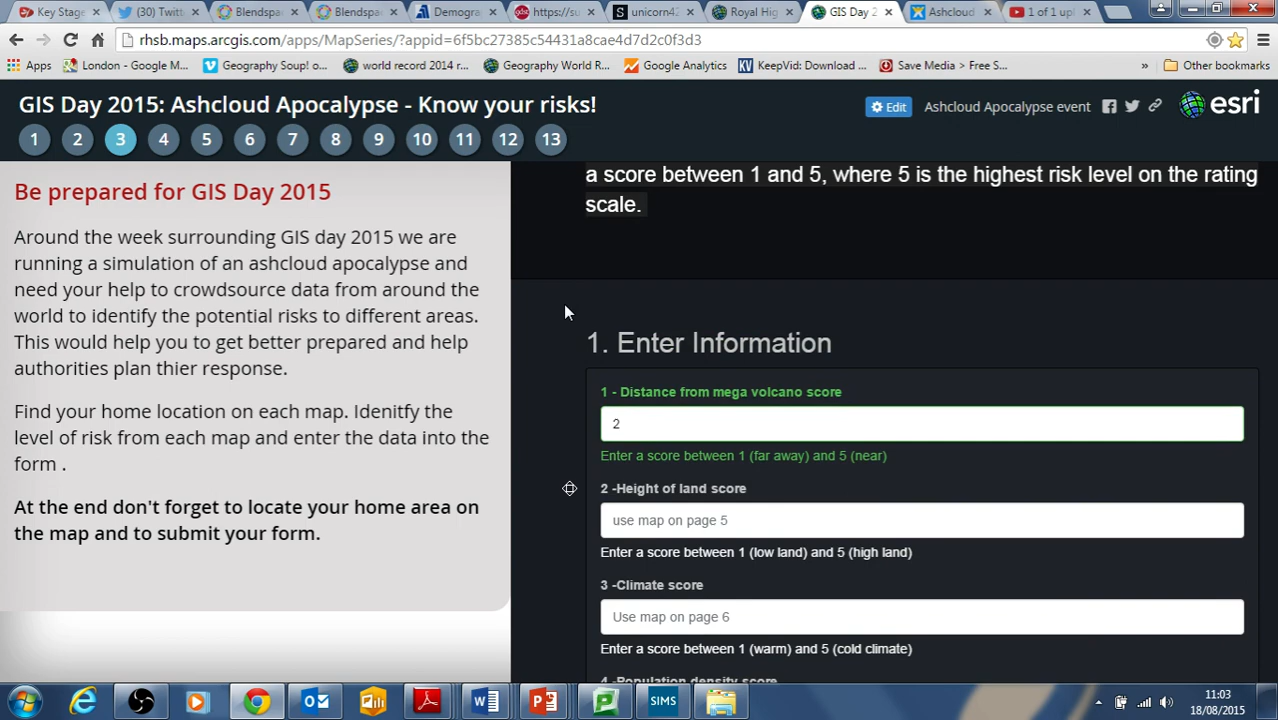 Key Stage
(30) Twitt
Blendspa
Blendspa
Demogra
https://su
unicorn42
Royal Hig
GIS Day 2
Ashcloud
1 of 1 upl
rhsb.maps.arcgis.com/apps/MapSeries/?appid=6f5bc27385c54431a8cae4d7d2c0f3d3
Apps
London - Google M...
Geography Soup! o...
world record 2014 r...
Geography World R...
Google Analytics
KeepVid: Download ...
Save Media > Free S...
»
Other bookmarks
GIS Day 2015: Ashcloud Apocalypse - Know your risks!
Edit
Ashcloud Apocalypse event
esri
1 2 3 4 5 6 7 8 9 10 11 12 13
Be prepared for GIS Day 2015
Around the week surrounding GIS day 2015 we are
running a simulation of an ashcloud apocalypse and
need your help to crowdsource data from around the
world to identify the potential risks to different areas.
This would help you to get better prepared and help
authorities plan thier response.
Find your home location on each map. Idenitfy the
level of risk from each map and enter the data into the
form .
At the end don't forget to locate your home area on
the map and to submit your form.
a score between 1 and 5, where 5 is the highest risk level on the rating
scale.
1. Enter Information
1 - Distance from mega volcano score
2
Enter a score between 1 (far away) and 5 (near)
2 -Height of land score
use map on page 5
Enter a score between 1 (low land) and 5 (high land)
3 -Climate score
Use map on page 6
Enter a score between 1 (warm) and 5 (cold climate)
4 -Population density score
SIMS
11:03
18/08/2015